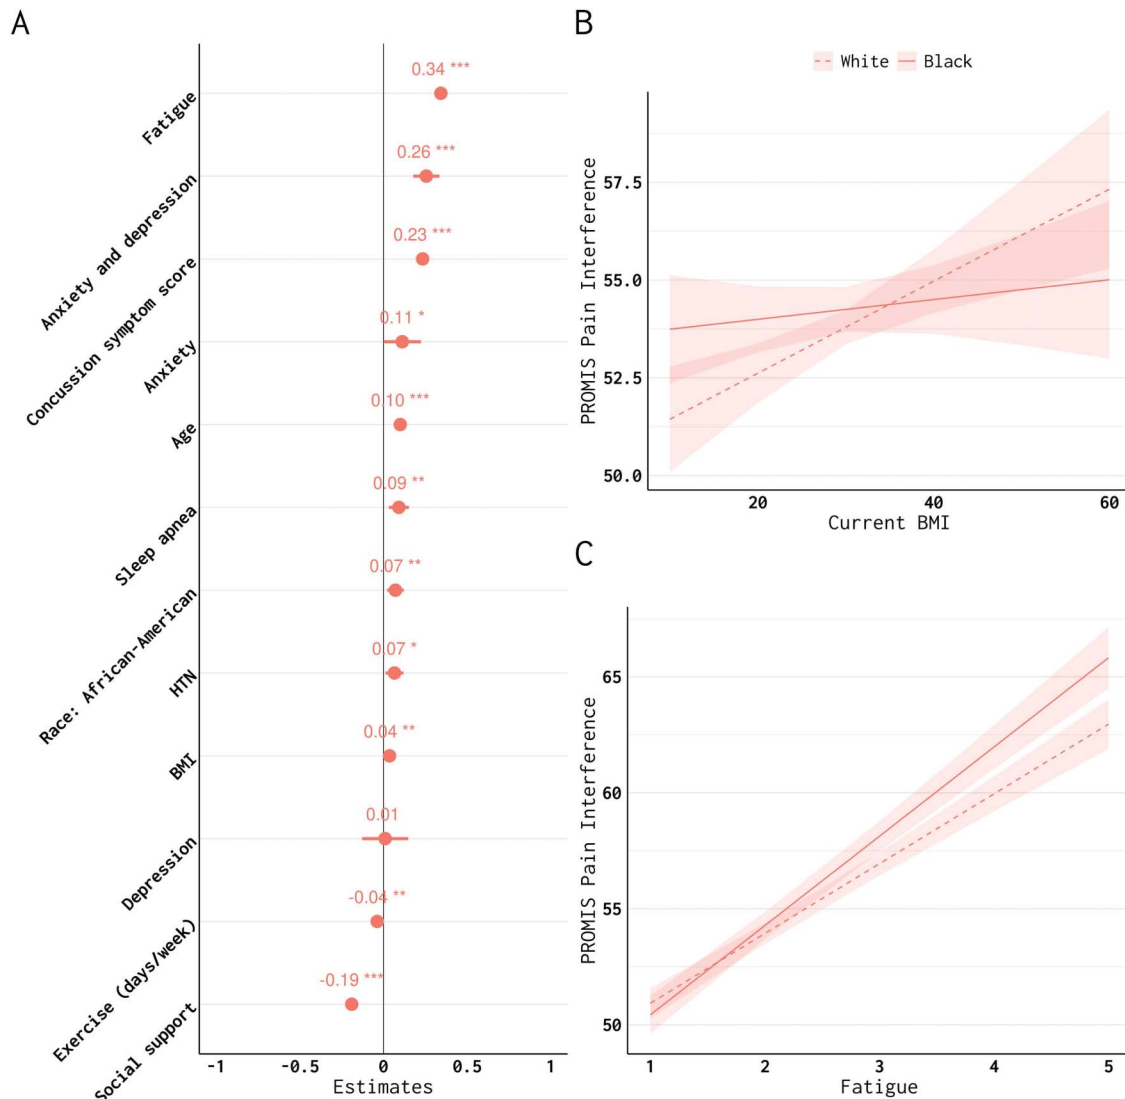 A
0.34 ***
Fatigue
0.26 ***
Anxiety and depression
0.23 ***
Concussion symptom score
0.11 *
Anxiety
0.10 ***
Age
0.09 **
Sleep apnea
0.07 **
Race: African-American
0.07 *
HTN
0.04 **
BMI
0.01
Depression
-0.04 **
Exercise (days/week)
-0.19 ***
Social support
-1 -0.5 0 0.5 1
Estimates
B
White Black
PROMIS Pain Interference
57.5
55.0
52.5
50.0
20 40 60
Current BMI
C
PROMIS Pain Interference
65
60
55
50
1 2 3 4 5
Fatigue